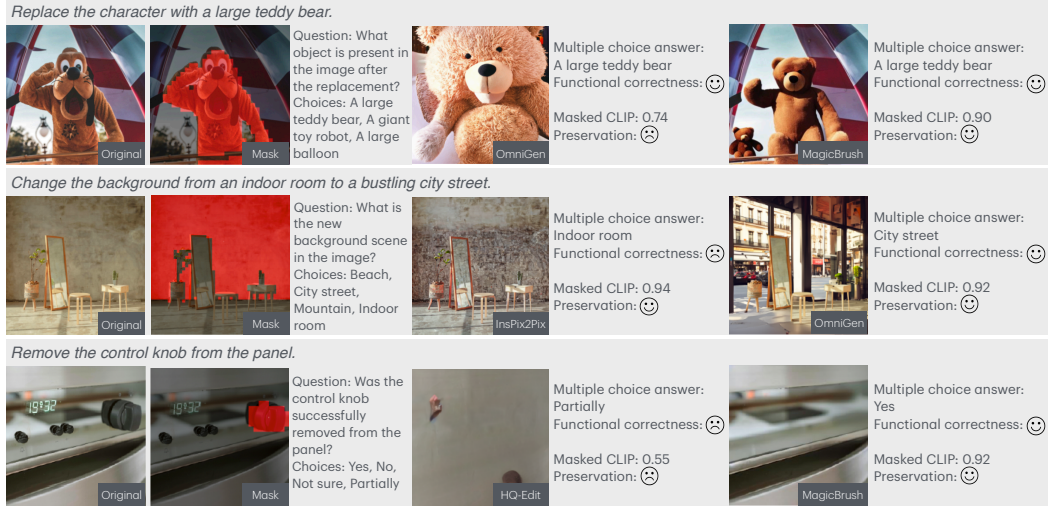 Replace the character with a large teddy bear.
Original
Mask
Question: What
object is present in
the image after
the replacement?
Choices: A large
teddy bear, A giant
toy robot, A large
balloon
OmniGen
Multiple choice answer:
A large teddy bear
Functional correctness:
Masked CLIP: 0.74
Preservation:
MagicBrush
Multiple choice answer:
A large teddy bear
Functional correctness:
Masked CLIP: 0.90
Preservation:
Change the background from an indoor room to a bustling city street.
Original
Mask
Question: What is
the new
background scene
in the image?
Choices: Beach,
City street,
Mountain, Indoor
room
InsPix2Pix
Multiple choice answer:
Indoor room
Functional correctness:
Masked CLIP: 0.94
Preservation:
OmniGen
Multiple choice answer:
City street
Functional correctness:
Masked CLIP: 0.92
Preservation:
Remove the control knob from the panel.
19:32
Original
19:32
Mask
Question: Was the
control knob
successfully
removed from the
panel?
Choices: Yes, No,
Not sure, Partially
HQ-Edit
Multiple choice answer:
Partially
Functional correctness:
Masked CLIP: 0.55
Preservation:
MagicBrush
Multiple choice answer:
Yes
Functional correctness:
Masked CLIP: 0.92
Preservation: